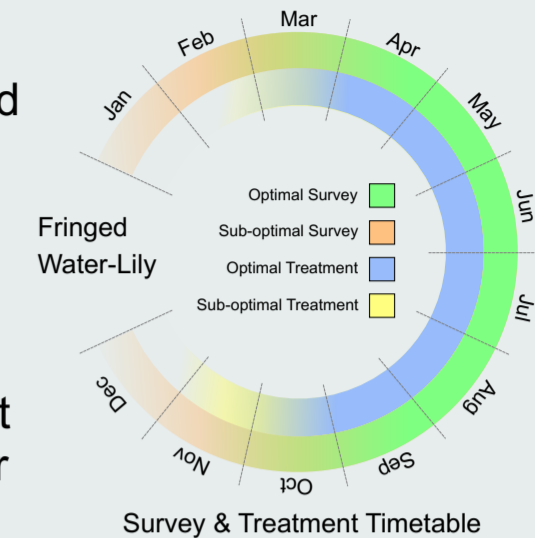 Mar
Feb
Apr
Jan
May
Jun
Jul
Aug
Sep
Oct
Nov
Dec
Optimal Survey
Sub-optimal Survey
Optimal Treatment
Sub-optimal Treatment
Fringed
Water-Lily
Survey & Treatment Timetable